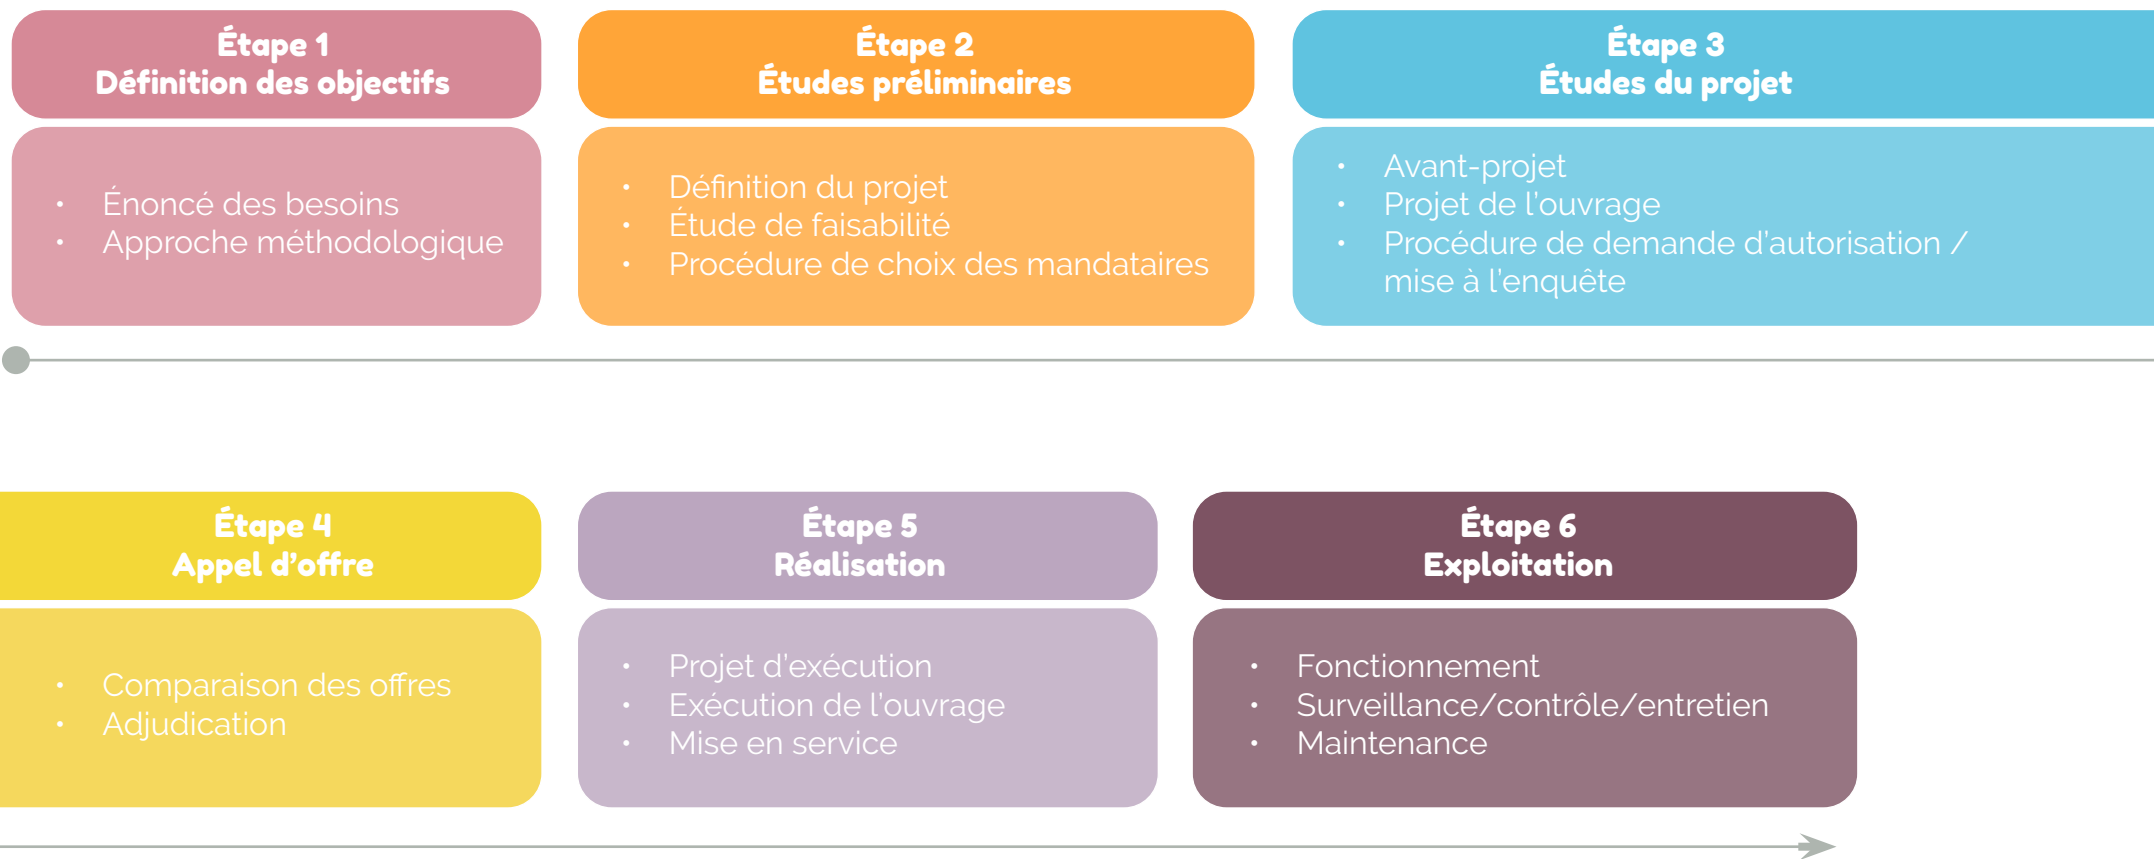 Étape 1
Définition des objectifs
• Énoncé des besoins
• Approche méthodologique
Étape 2
Études préliminaires
• Définition du projet
• Étude de faisabilité
• Procédure de choix des mandataires
Étape 3
Études du projet
• Avant-projet
• Projet de l'ouvrage
• Procédure de demande d'autorisation /
mise à l'enquête
Étape 4
Appel d'offre
• Comparaison des offres
• Adjudication
Étape 5
Réalisation
• Projet d'exécution
• Exécution de l'ouvrage
• Mise en service
Étape 6
Exploitation
• Fonctionnement
• Surveillance/contrôle/entretien
• Maintenance